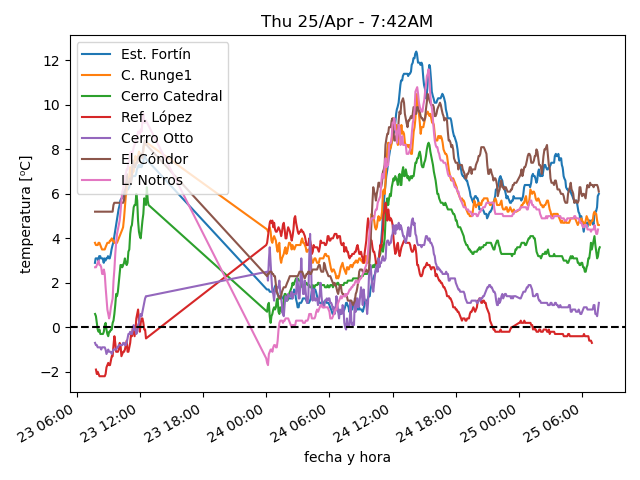 Thu 25/Apr - 7:42AM
Est. Fortín
C. Runge1
Cerro Catedral
Ref. López
Cerro Otto
El Cóndor
L. Notros
temperatura [°C]
12
10
8
6
4
2
0
−2
23 06:00
23 12:00
23 18:00
24 00:00
24 06:00
24 12:00
24 18:00
25 00:00
25 06:00
fecha y hora